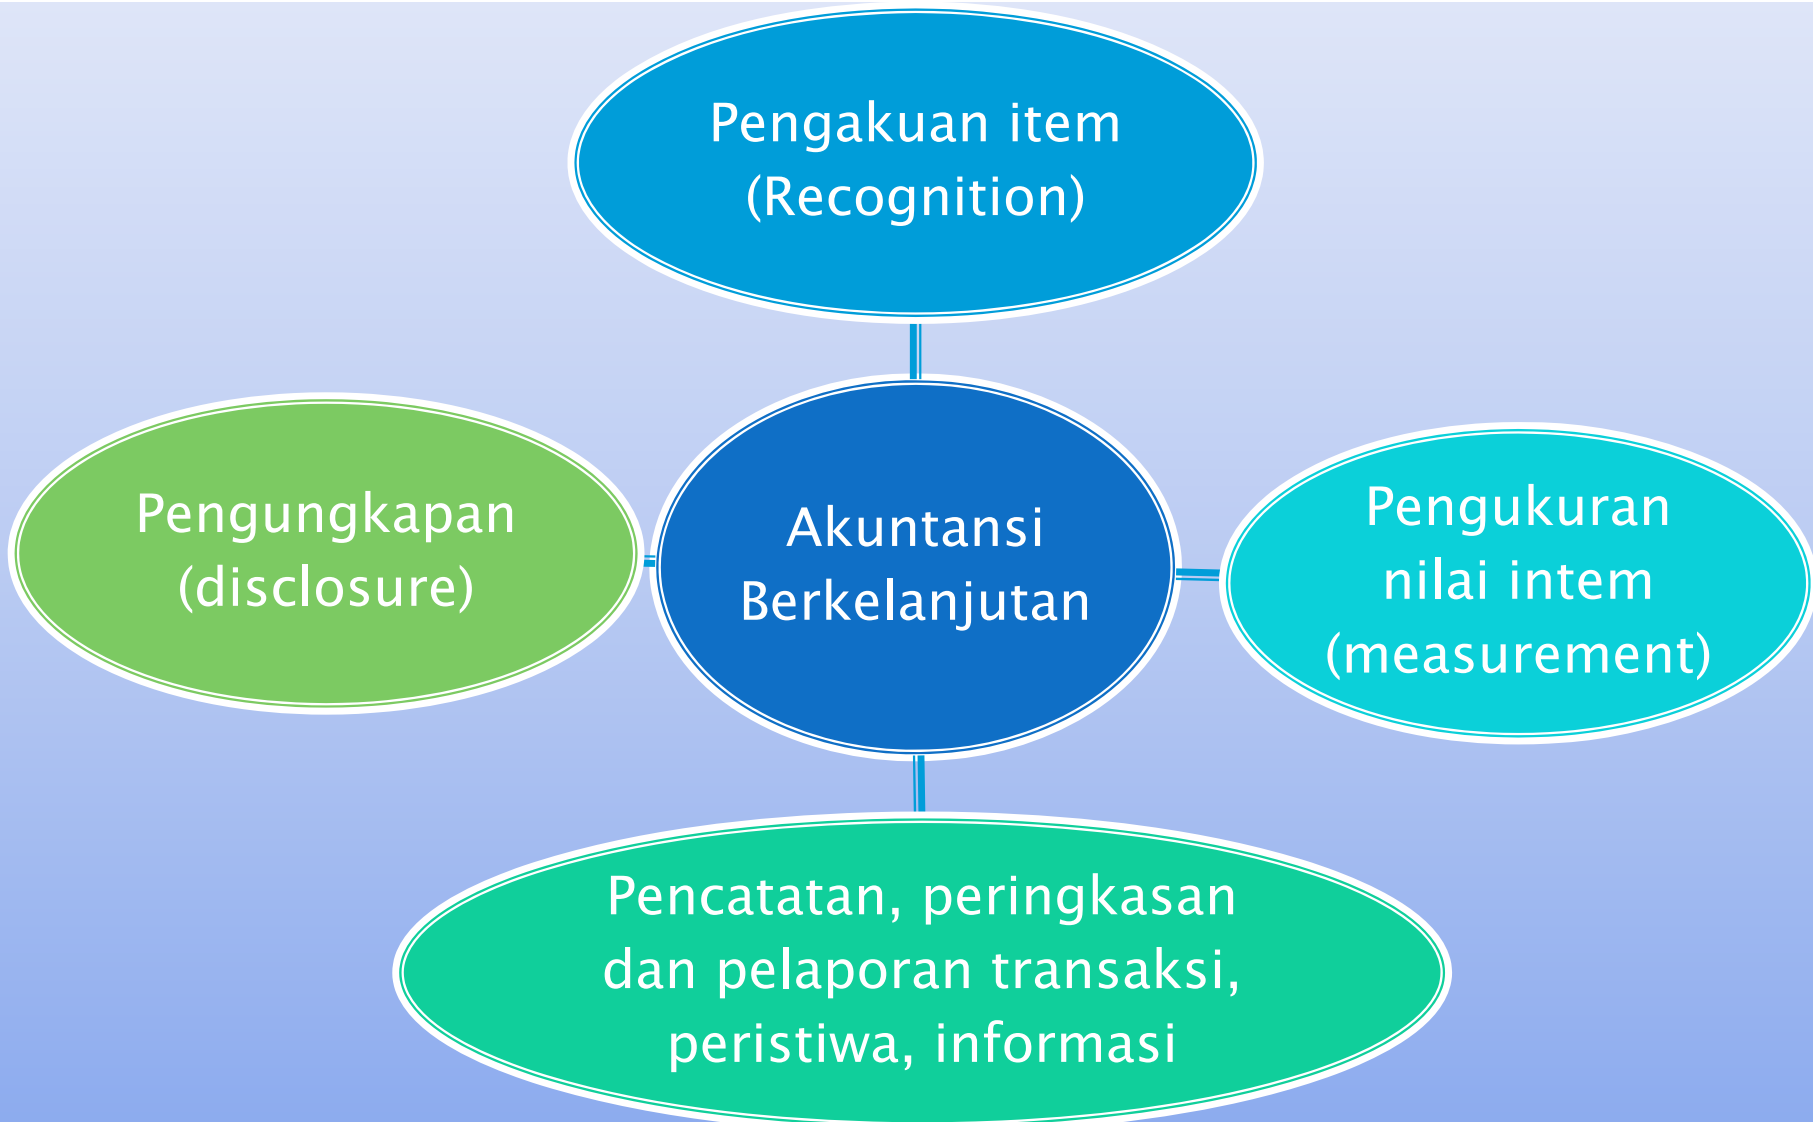 Pengakuan item
(Recognition)
Pengungkapan
(disclosure)
Akuntansi
Berkelanjutan
Pengukuran
nilai intem
(measurement)
Pencatatan, peringkasan
dan pelaporan transaksi,
peristiwa, informasi